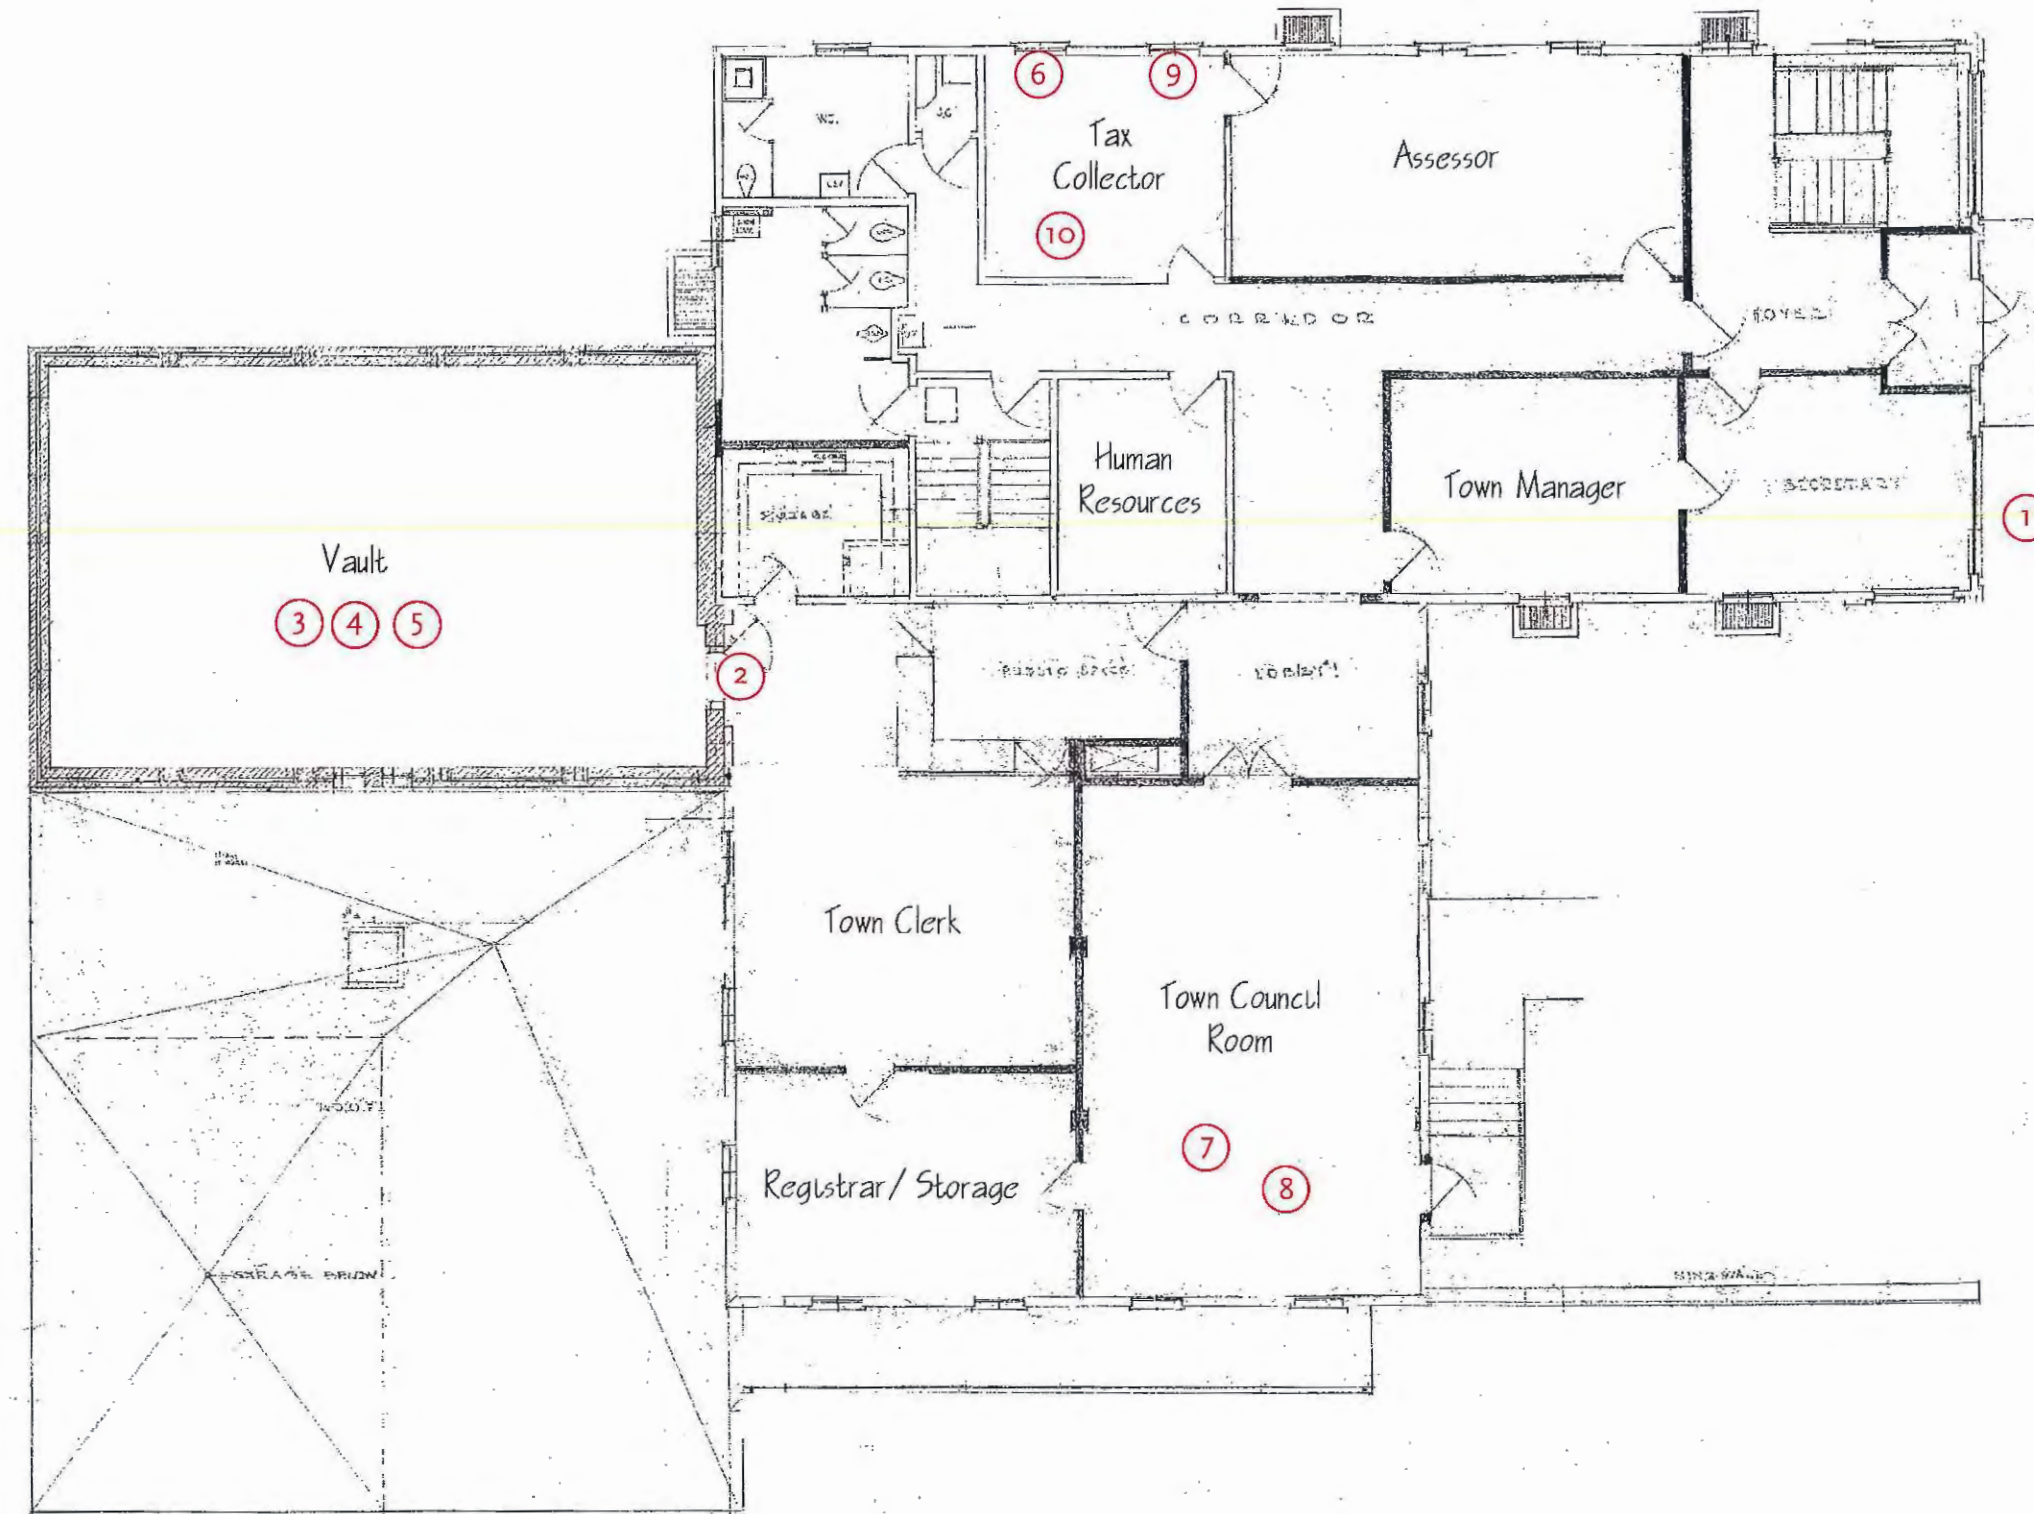 6
9
Tax
Collector
10
Assessor
CORRIDOR
FOYER
Human
Resources
Town Manager
SECRETARY
1
Vault
3 4 5
2
LOBBY
Town Clerk
Town Council
Room
7
8
Registrar/ Storage